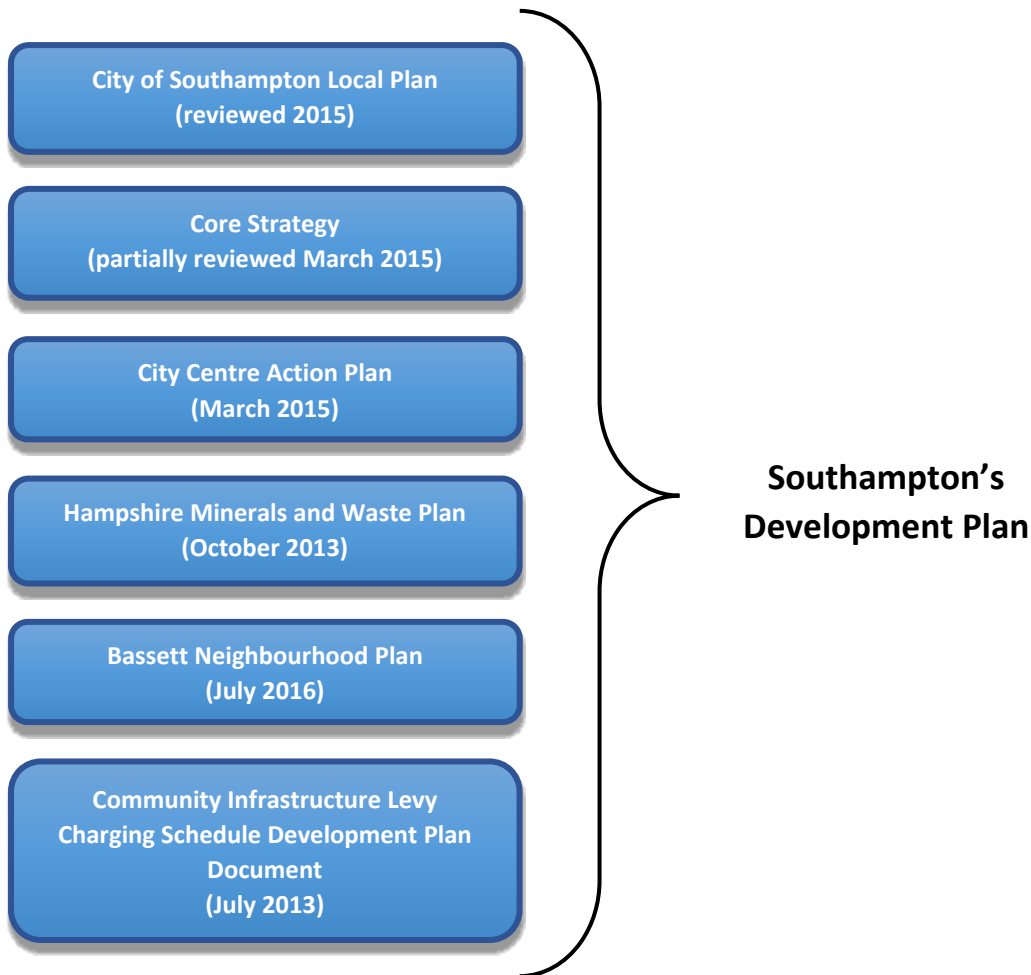 City of Southampton Local Plan
(reviewed 2015)
Core Strategy
(partially reviewed March 2015)
City Centre Action Plan
(March 2015)
Hampshire Minerals and Waste Plan
(October 2013)
Bassett Neighbourhood Plan
(July 2016)
Community Infrastructure Levy
Charging Schedule Development Plan
Document
(July 2013)
Southampton’s
Development Plan